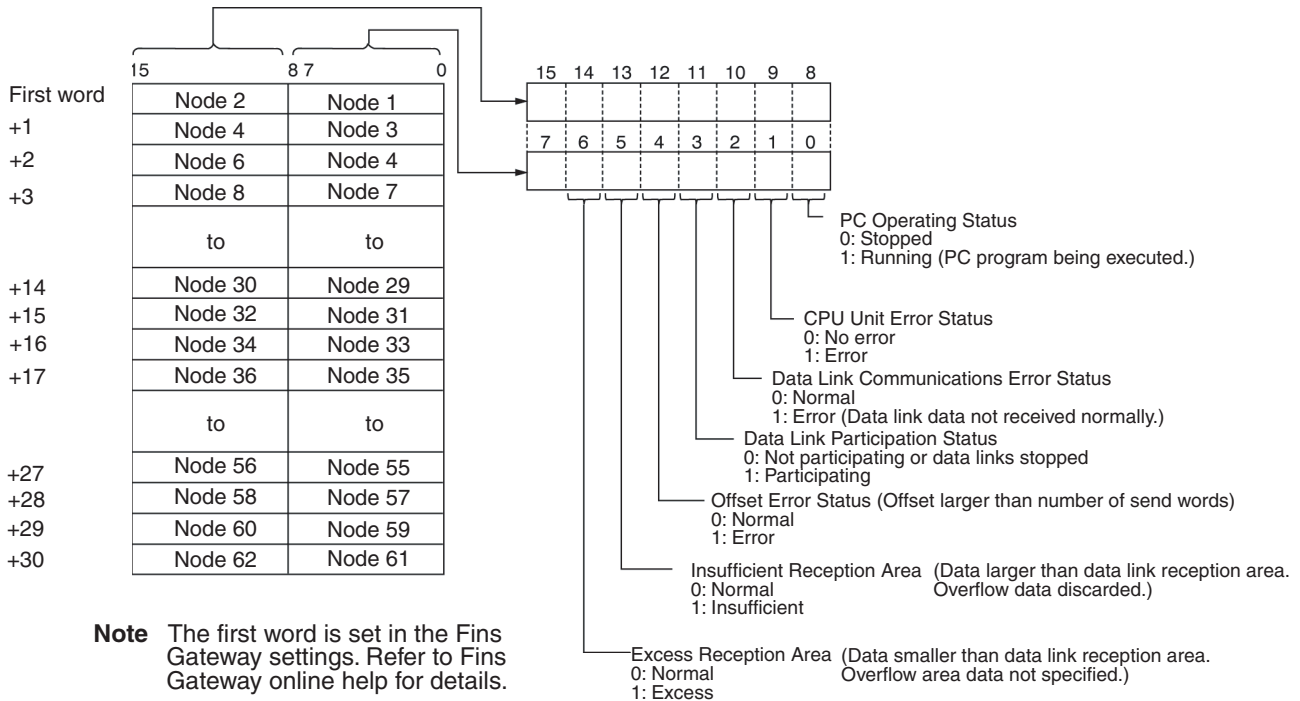 15 8 7 0
First word Node 2 Node 1
+1 Node 4 Node 3
+2 Node 6 Node 4
+3 Node 8 Node 7
to to
+14 Node 30 Node 29
+15 Node 32 Node 31
+16 Node 34 Node 33
+17 Node 36 Node 35
to to
+27 Node 56 Node 55
+28 Node 58 Node 57
+29 Node 60 Node 59
+30 Node 62 Node 61
Note The first word is set in the Fins
Gateway settings. Refer to Fins
Gateway online help for details.
15 14 13 12 11 10 9 8
7 6 5 4 3 2 1 0
PC Operating Status
0: Stopped
1: Running (PC program being executed.)
CPU Unit Error Status
0: No error
1: Error
Data Link Communications Error Status
0: Normal
1: Error (Data link data not received normally.)
Data Link Participation Status
0: Not participating or data links stopped
1: Participating
Offset Error Status (Offset larger than number of send words)
0: Normal
1: Error
Insufficient Reception Area (Data larger than data link reception area.
0: Normal Overflow data discarded.)
1: Insufficient
Excess Reception Area (Data smaller than data link reception area.
0: Normal Overflow area data not specified.)
1: Excess